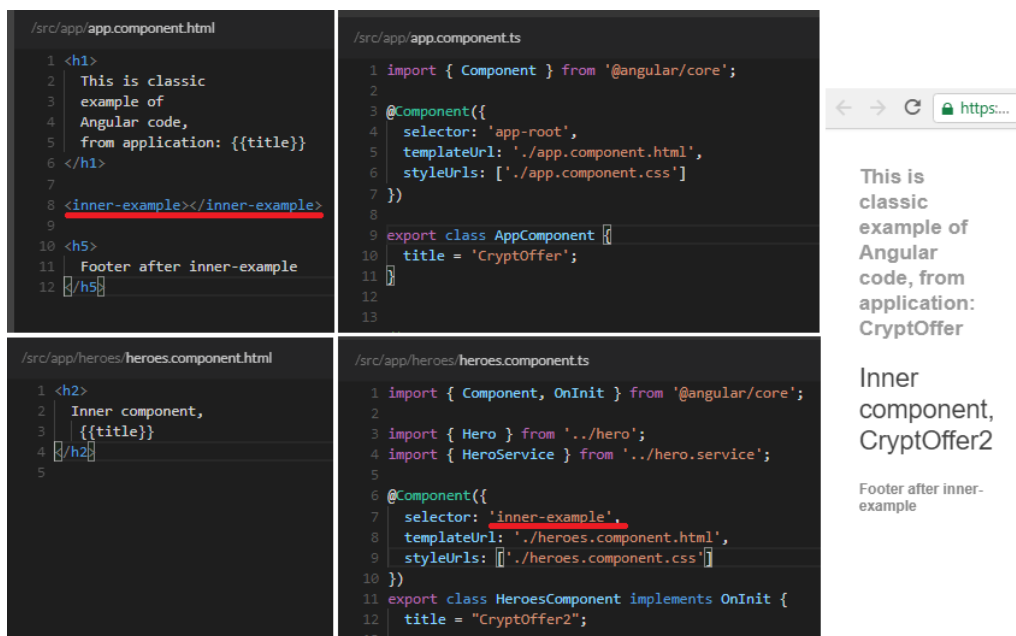 /src/app/app.component.html
1 <h1>
2 This is classic
3 example of
4 Angular code,
5 from application: {{title}}
6 </h1>
7
8 <inner-example></inner-example>
9
10 <h5>
11 Footer after inner-example
12 </h5>
/src/app/app.component.ts
1 import { Component } from '@angular/core';
2
3 @Component({
4 selector: 'app-root',
5 templateUrl: './app.component.html',
6 styleUrls: ['./app.component.css']
7 })
8
9 export class AppComponent {
10 title = 'CryptOffer';
11 }
12
13
/src/app/heroes/heroes.component.html
1 <h2>
2 Inner component,
3 {{title}}
4 </h2>
5
/src/app/heroes/heroes.component.ts
1 import { Component, OnInit } from '@angular/core';
2
3 import { Hero } from '../hero';
4 import { HeroService } from '../hero.service';
5
6 @Component({
7 selector: 'inner-example',
8 templateUrl: './heroes.component.html',
9 styleUrls: ['./heroes.component.css']
10 })
11 export class HeroesComponent implements OnInit {
12 title = "CryptOffer2";
https:...
This is
classic
example of
Angular
code, from
application:
CryptOffer
Inner
component,
CryptOffer2
Footer after inner-
example